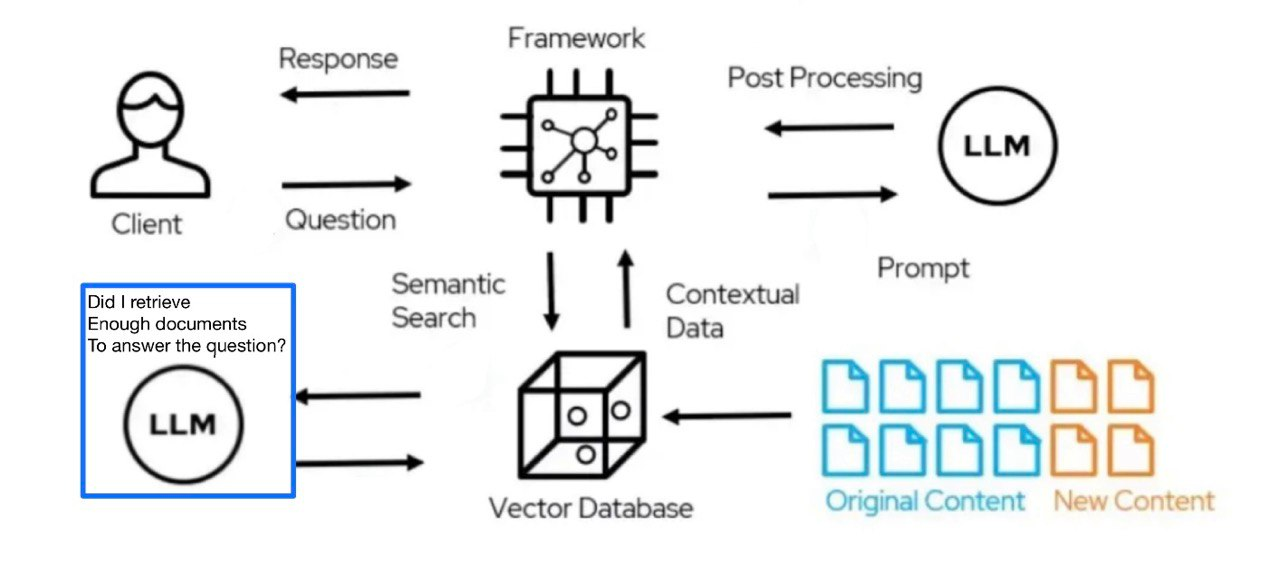 Framework
Response
Post Processing
LLM
Client
Question
Prompt
Semantic
Search
Contextual
Data
Did I retrieve
Enough documents
To answer the question?
LLM
Vector Database
Original Content
New Content